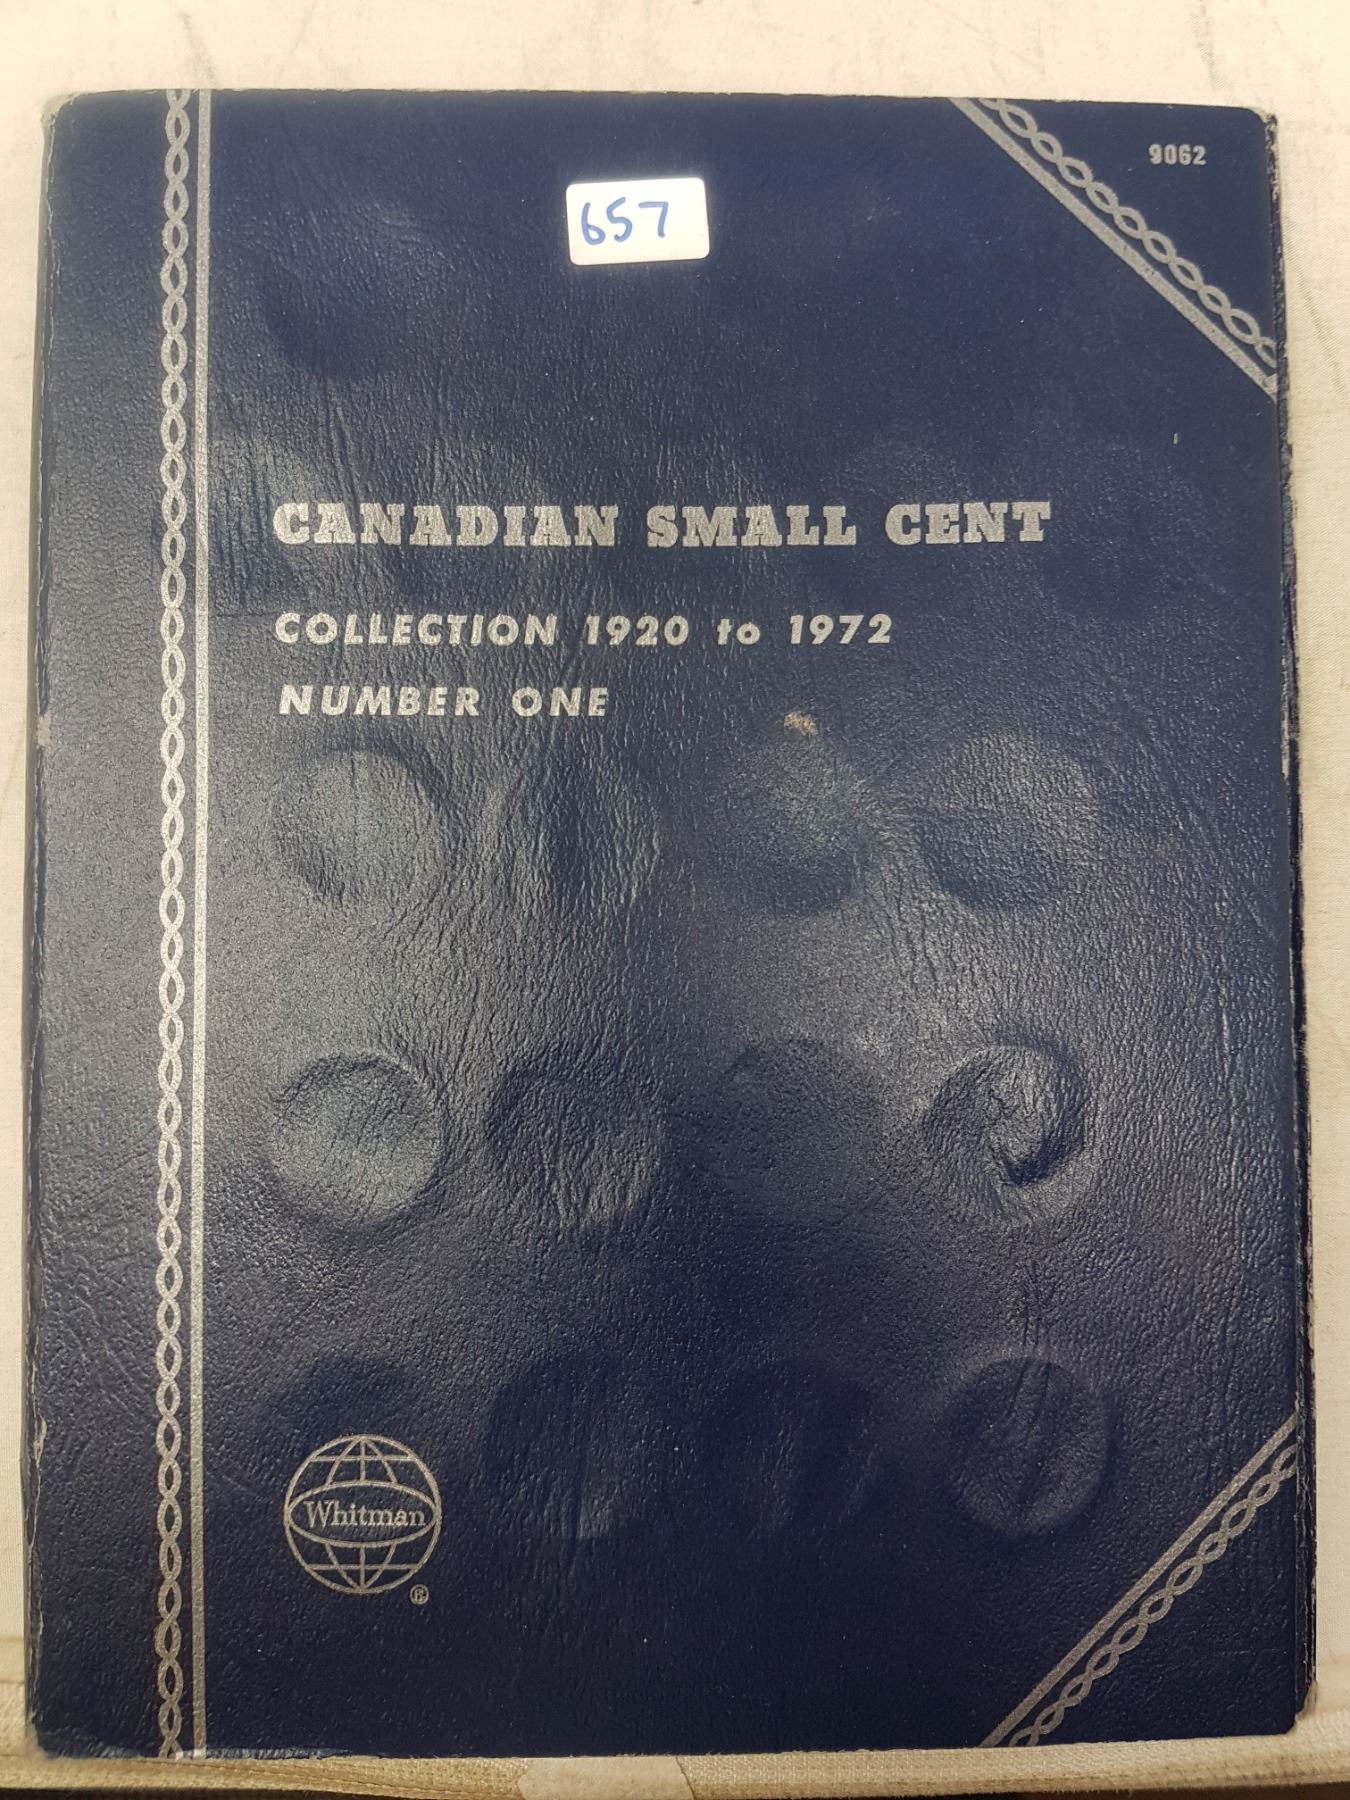 9062
657
CANADIAN SMALL CENT
COLLECTION 1920 to 1972
NUMBER ONE
Whitman
®